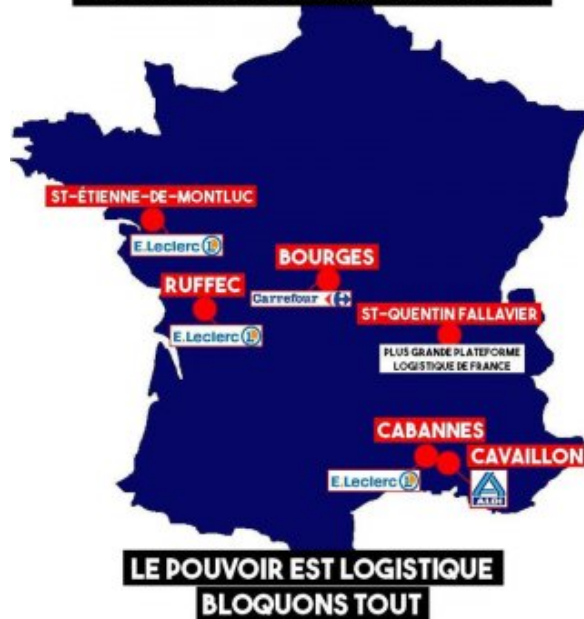 ST-ÉTIENNE-DE-MONTLUC
E.Leclerc
BOURGES
RUFFEC
Carrefour
ST-QUENTIN FALLAVIER
E.Leclerc
PLUS GRANDE PLATEFORME
LOGISTIQUE DE FRANCE
CABANNES
CAVAILLON
E.Leclerc
ALDI
LE POUVOIR EST LOGISTIQUE
BLOQUONS TOUT